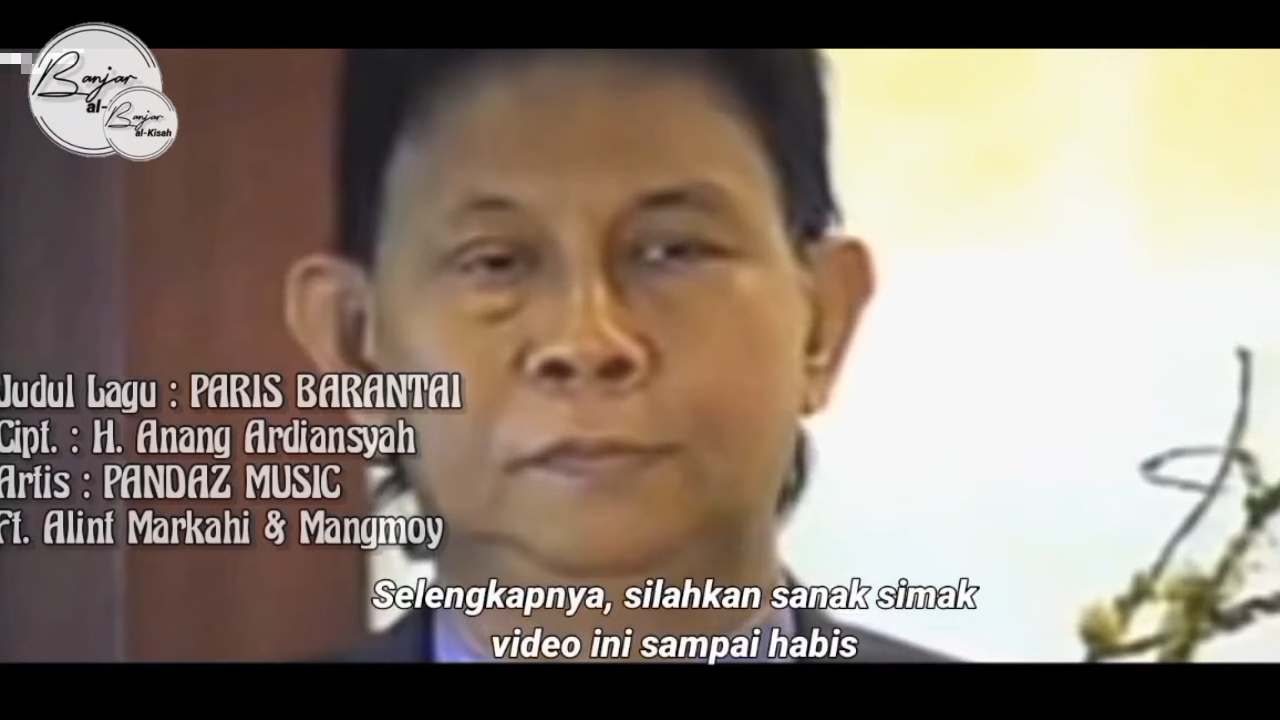 Banjar
al-
Banjar
al-Kisah
Judul Lagu : PARIS BARANTAI
Cipt. : H. Anang Ardiansyah
Artis : PANDAZ MUSIC
Ft. Alint Markahi & Mangmoy
Selengkapnya, silahkan sanak simak
video ini sampai habis